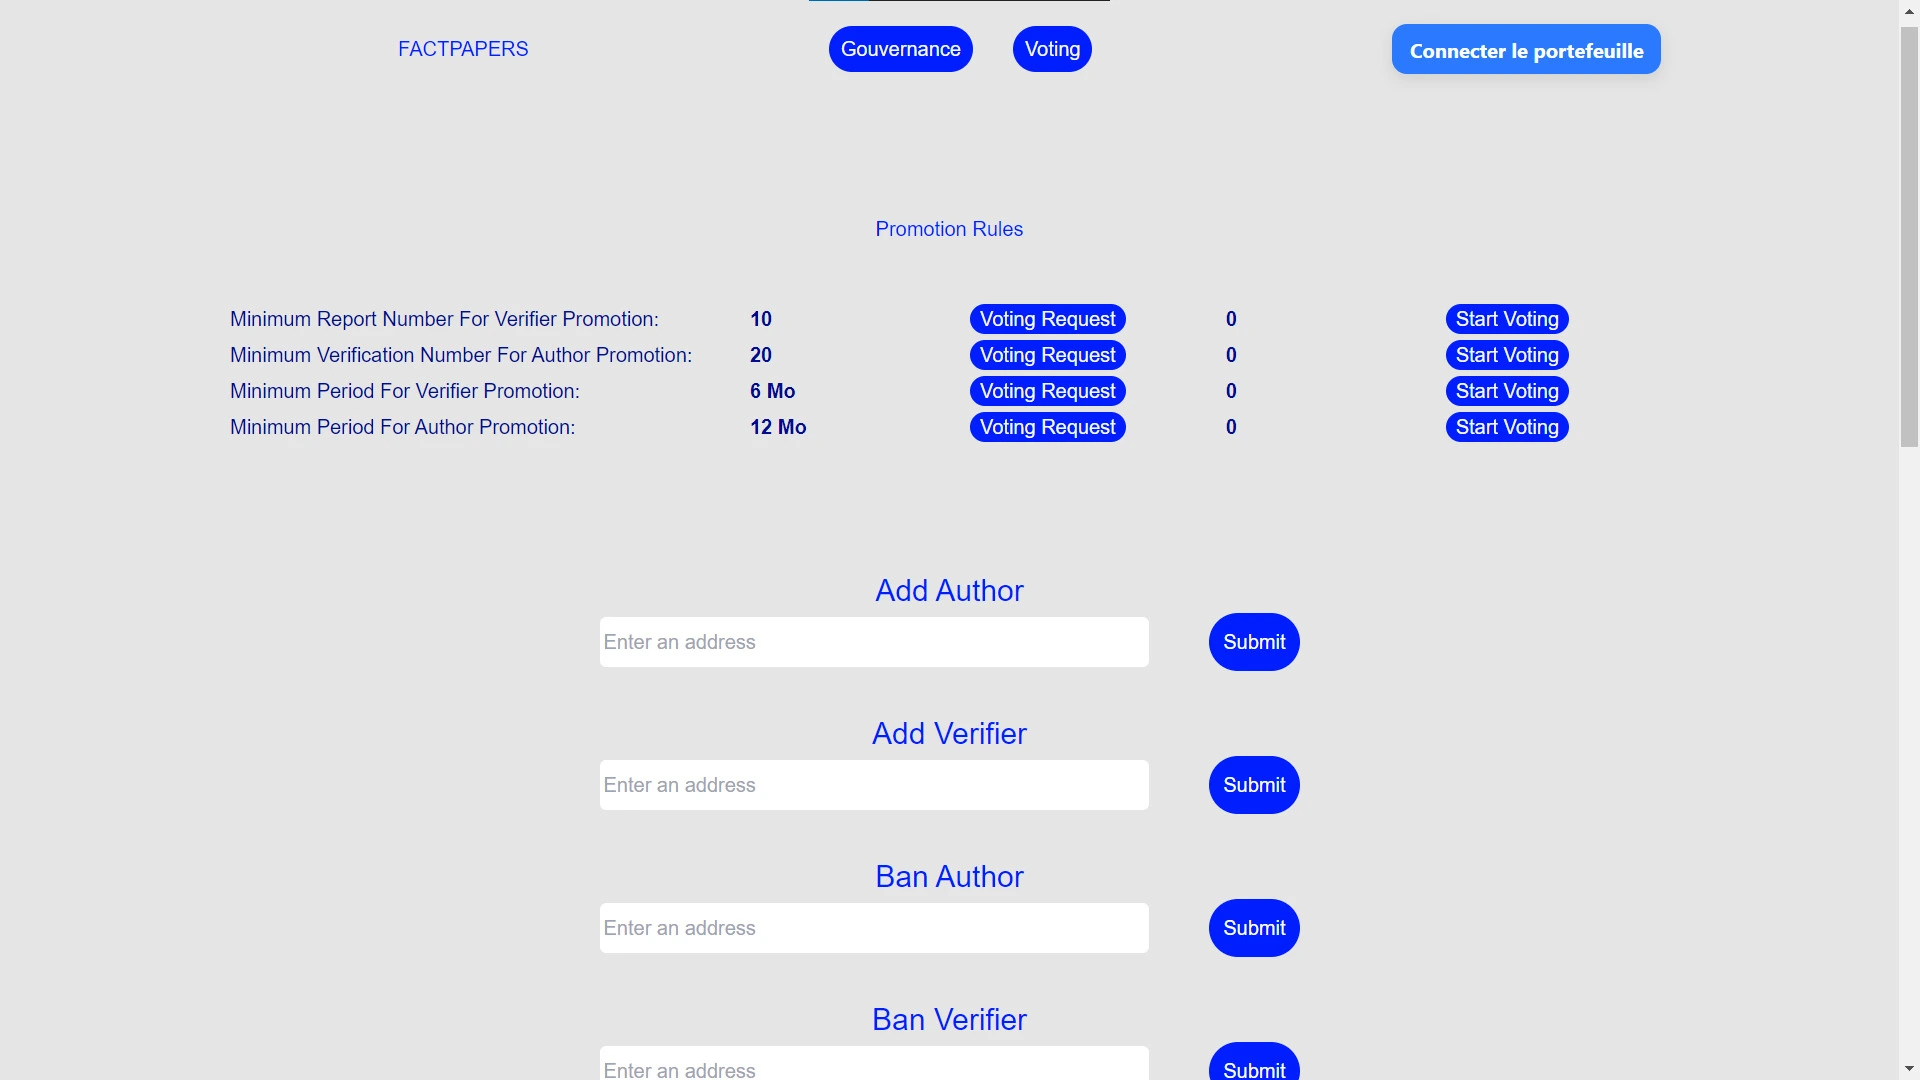 FACTPAPERS Gouvernance Voting Connecter le portefeuille
Promotion Rules
Minimum Report Number For Verifier Promotion: 10 Voting Request 0 Start Voting
Minimum Verification Number For Author Promotion: 20 Voting Request 0 Start Voting
Minimum Period For Verifier Promotion: 6 Mo Voting Request 0 Start Voting
Minimum Period For Author Promotion: 12 Mo Voting Request 0 Start Voting
Add Author
Enter an address Submit
Add Verifier
Enter an address Submit
Ban Author
Enter an address Submit
Ban Verifier
Enter an address Submit